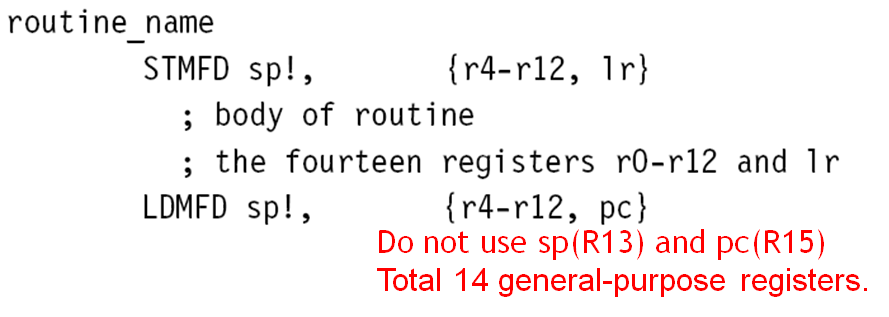 routine_name
STMFD sp!, {r4-r12, lr}
; body of routine
; the fourteen registers r0-r12 and lr
LDMFD sp!, {r4-r12, pc}
Do not use sp(R13) and pc(R15)
Total 14 general-purpose registers.